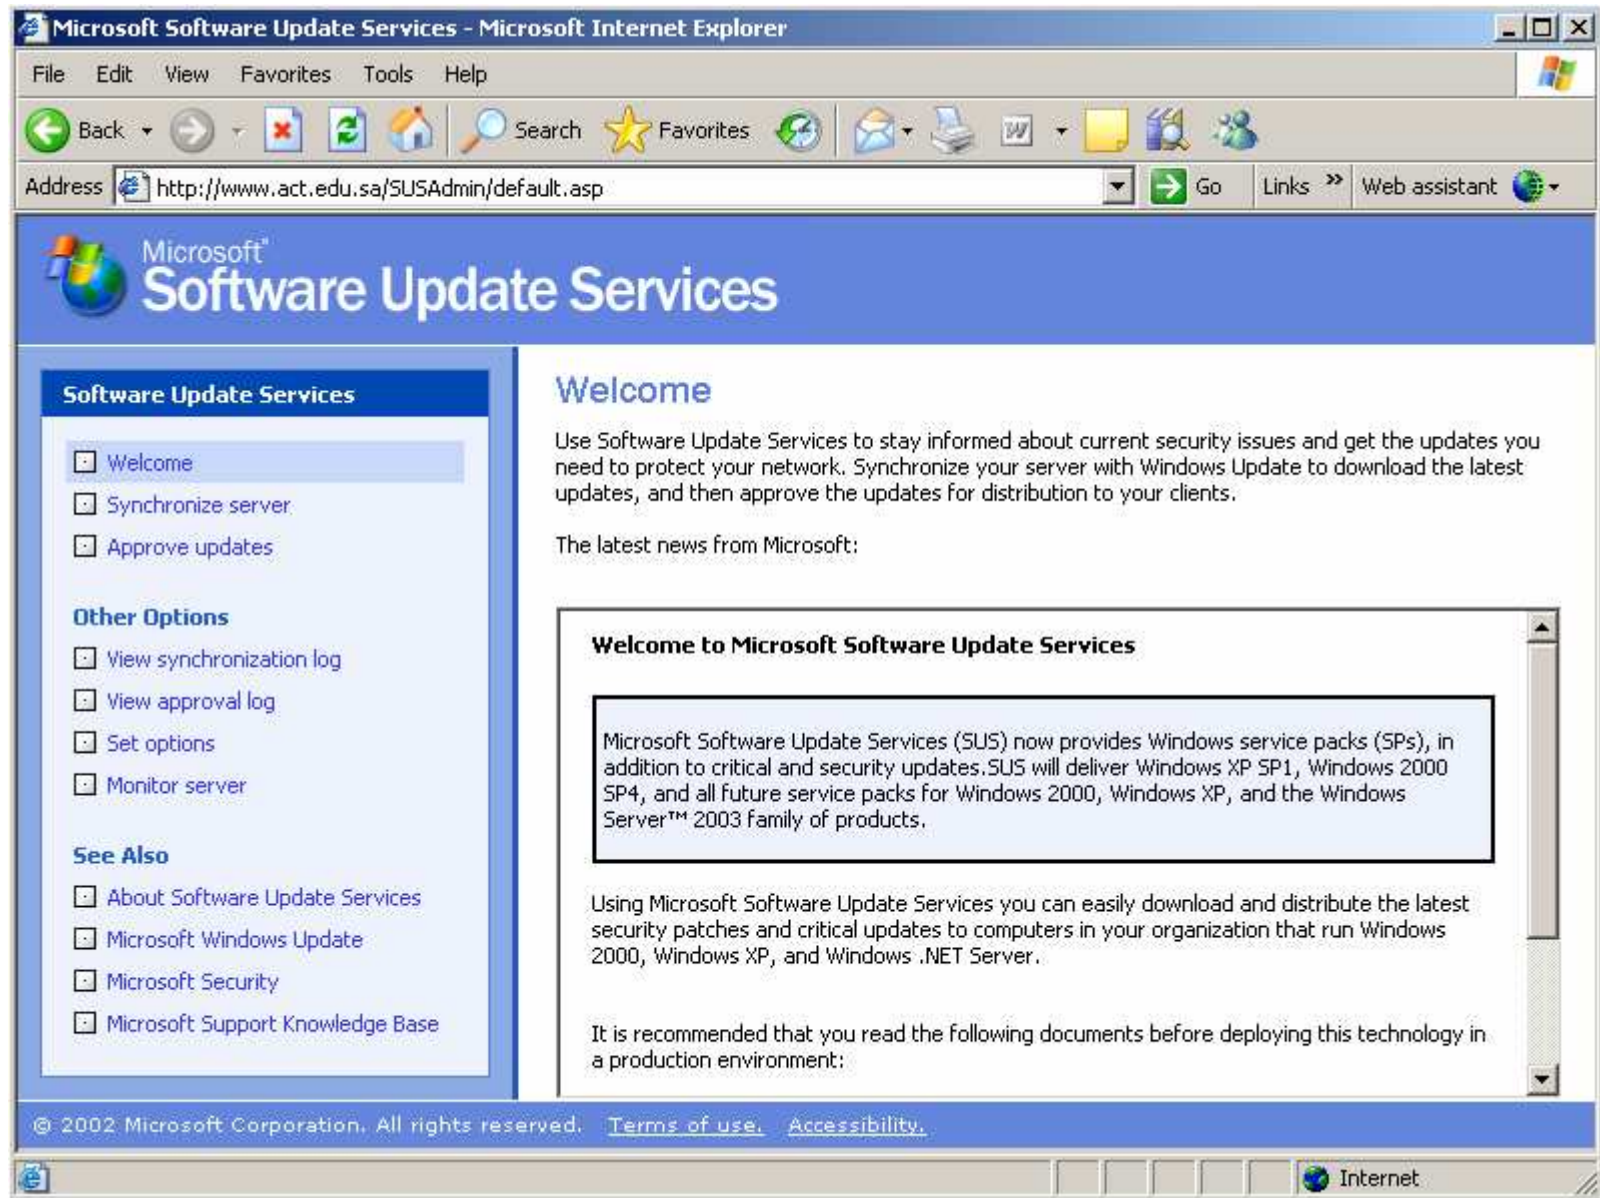 Microsoft Software Update Services - Microsoft Internet Explorer
File Edit View Favorites Tools Help
Back Search Favorites
Address http://www.act.edu.sa/SUSAdmin/default.asp Go Links » Web assistant
Microsoft®
Software Update Services
Software Update Services
Welcome
Synchronize server
Approve updates
Other Options
View synchronization log
View approval log
Set options
Monitor server
See Also
About Software Update Services
Microsoft Windows Update
Microsoft Security
Microsoft Support Knowledge Base
Welcome
Use Software Update Services to stay informed about current security issues and get the updates you
need to protect your network. Synchronize your server with Windows Update to download the latest
updates, and then approve the updates for distribution to your clients.
The latest news from Microsoft:
Welcome to Microsoft Software Update Services
Microsoft Software Update Services (SUS) now provides Windows service packs (SPs), in
addition to critical and security updates.SUS will deliver Windows XP SP1, Windows 2000
SP4, and all future service packs for Windows 2000, Windows XP, and the Windows
Server™ 2003 family of products.
Using Microsoft Software Update Services you can easily download and distribute the latest
security patches and critical updates to computers in your organization that run Windows
2000, Windows XP, and Windows .NET Server.
It is recommended that you read the following documents before deploying this technology in
a production environment:
© 2002 Microsoft Corporation. All rights reserved. Terms of use. Accessibility.
Internet